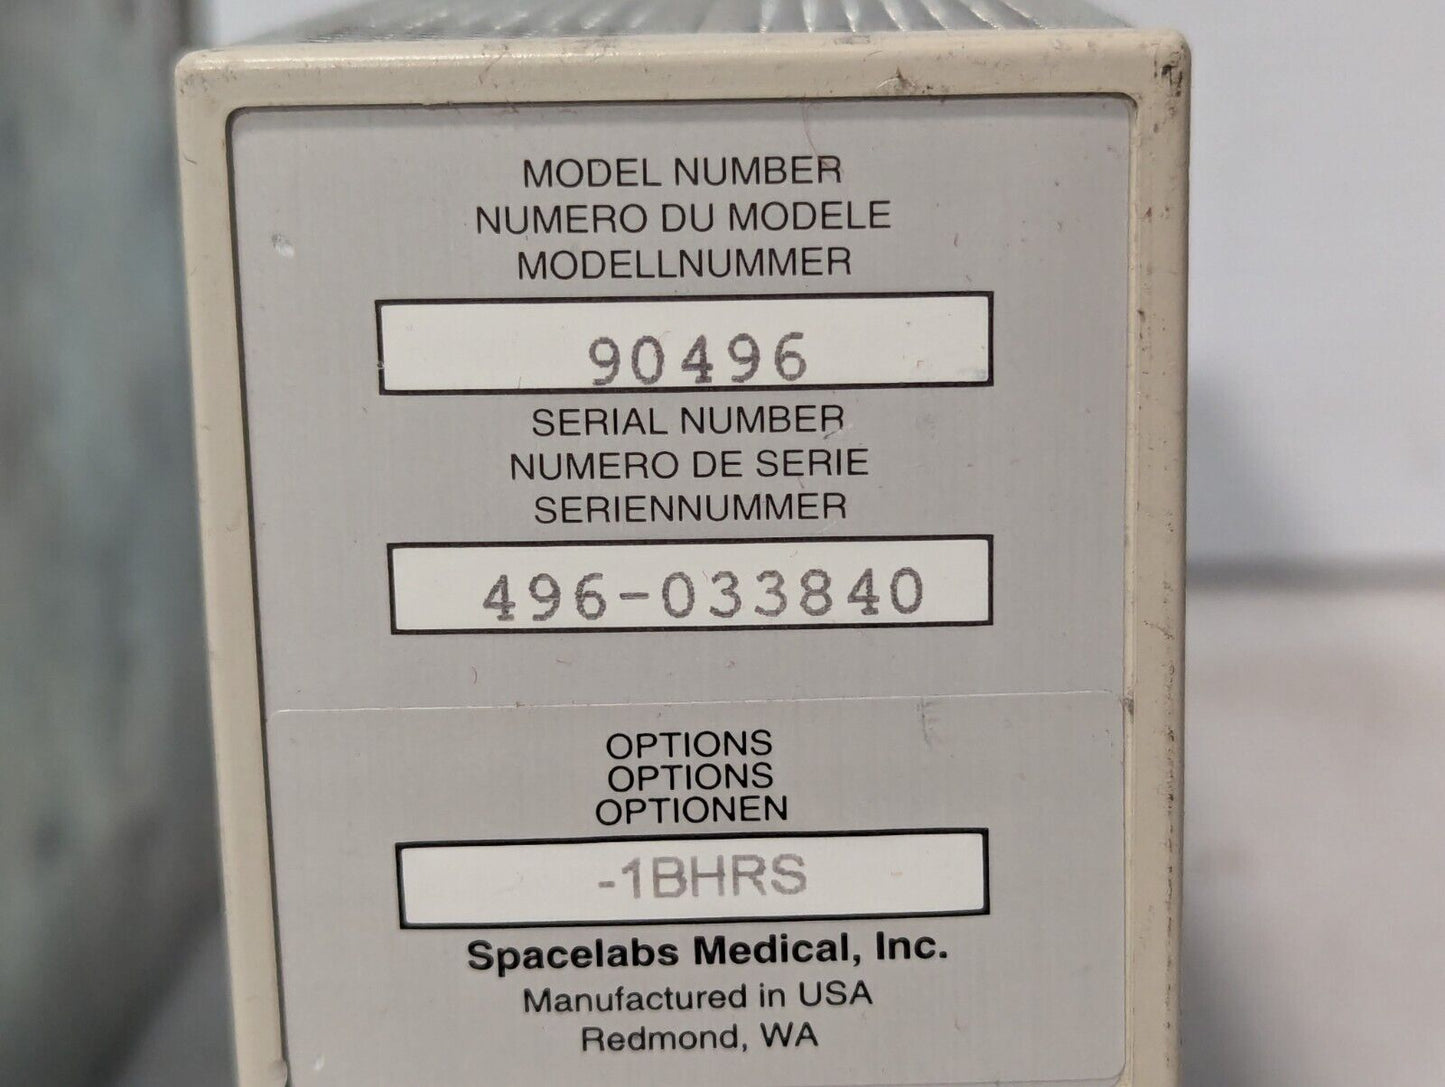 MODEL NUMBER
NUMERO DU MODELE
MODELLNUMMER
90496
SERIAL NUMBER
NUMERO DE SERIE
SERIENNUMMER
496-033840
OPTIONS
OPTIONS
OPTIONEN
-1BHRS
Spacelabs Medical, Inc.
Manufactured in USA
Redmond, WA